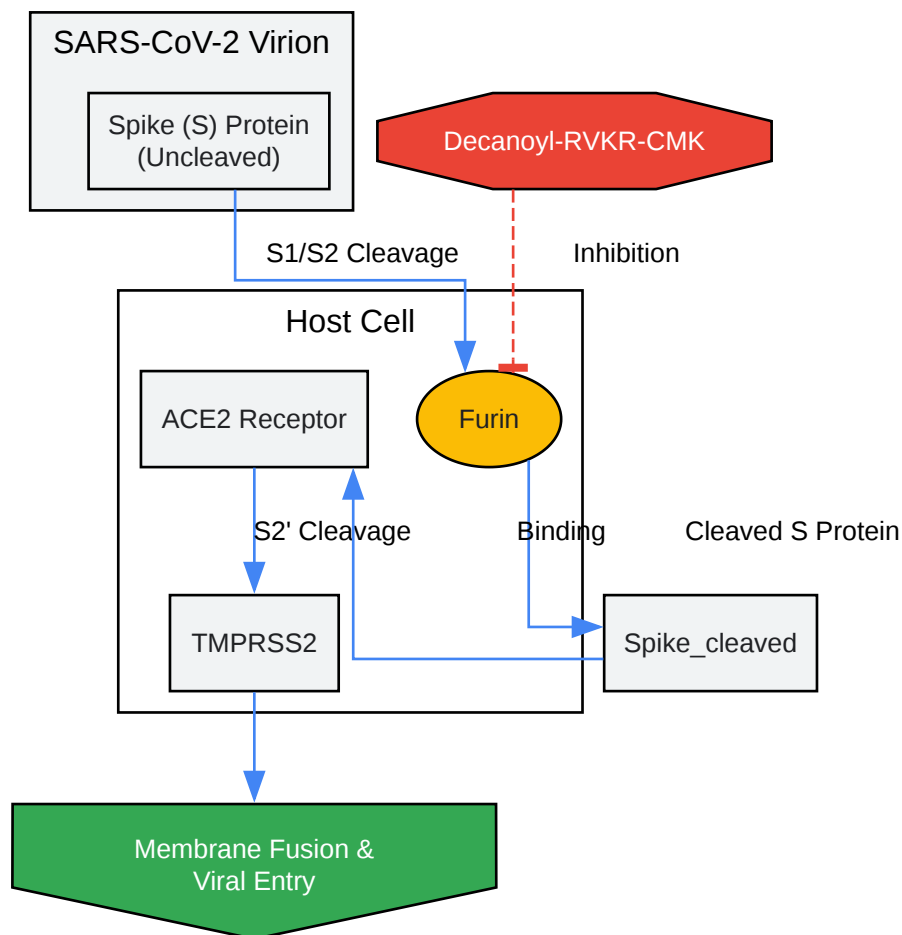 SARS-CoV-2 Virion
Spike (S) Protein
(Uncleaved)
Decanoyl-RVKR-CMK
S1/S2 Cleavage
Inhibition
Host Cell
ACE2 Receptor
Furin
S2' Cleavage
Binding
Cleaved S Protein
TMPRSS2
Spike_cleaved
Membrane Fusion &
Viral Entry